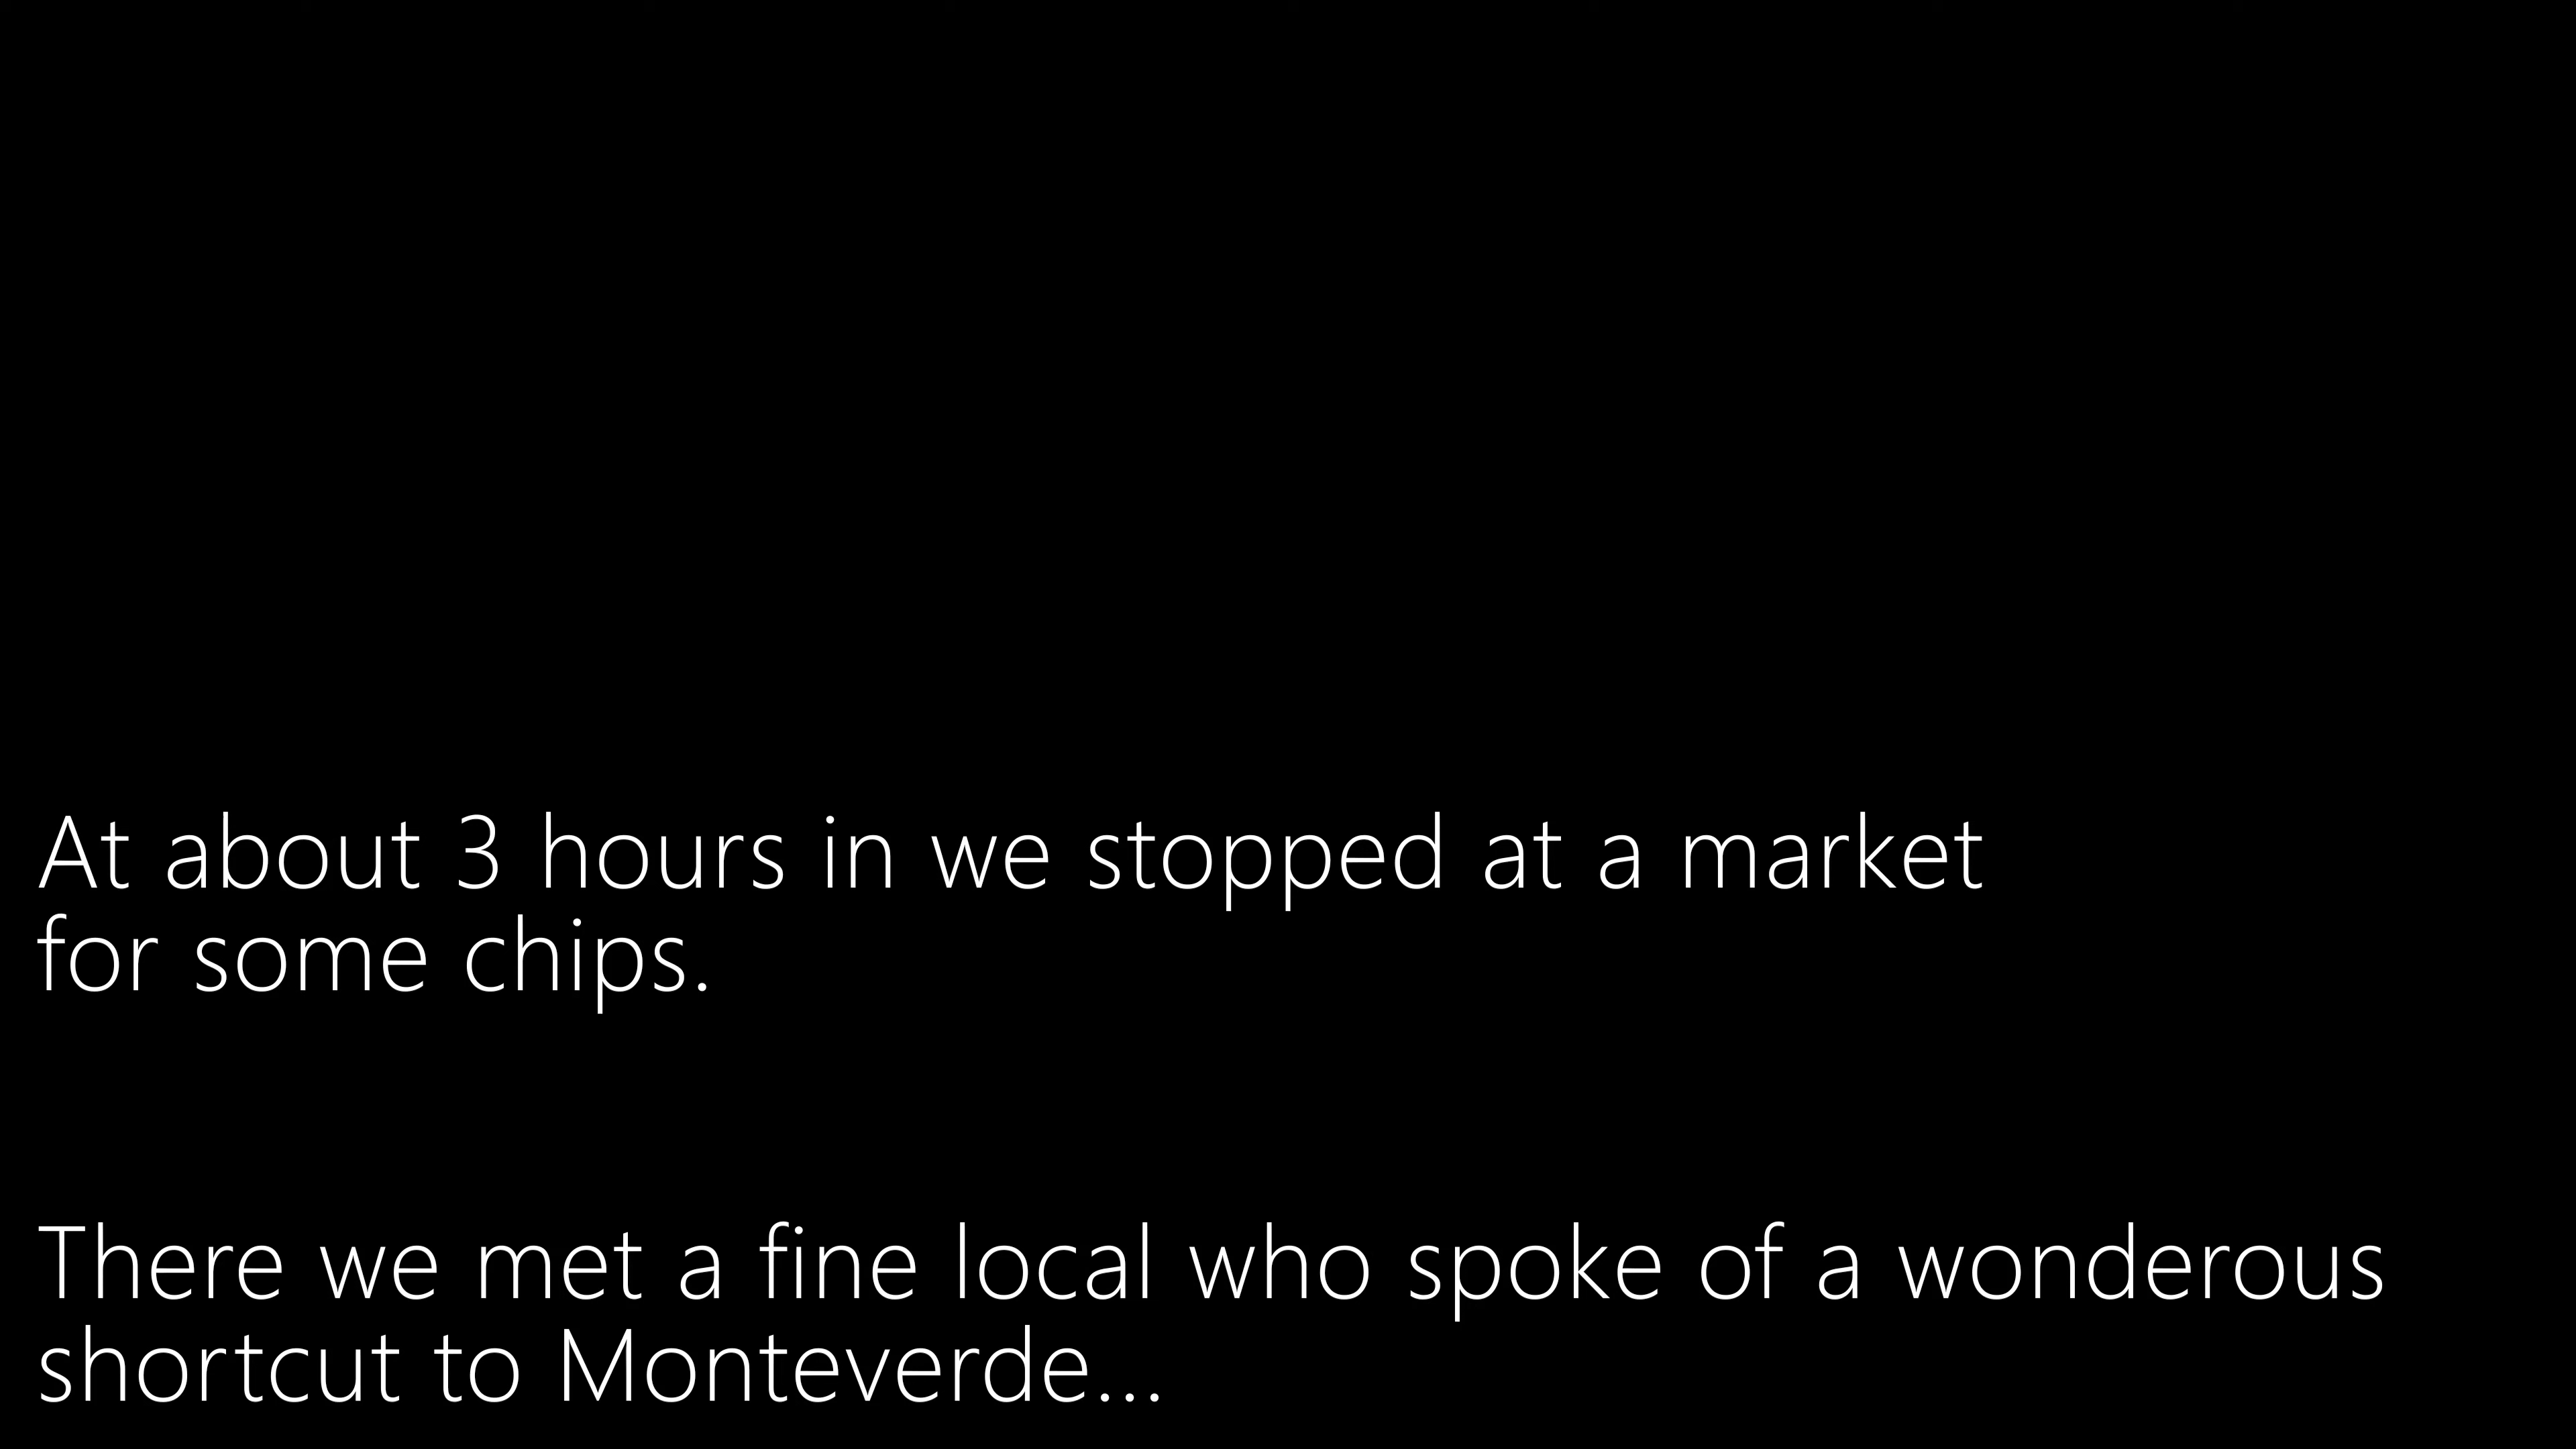 At about 3 hours in we stopped at a market
for some chips.
There we met a fine local who spoke of a wonderous
shortcut to Monteverde...